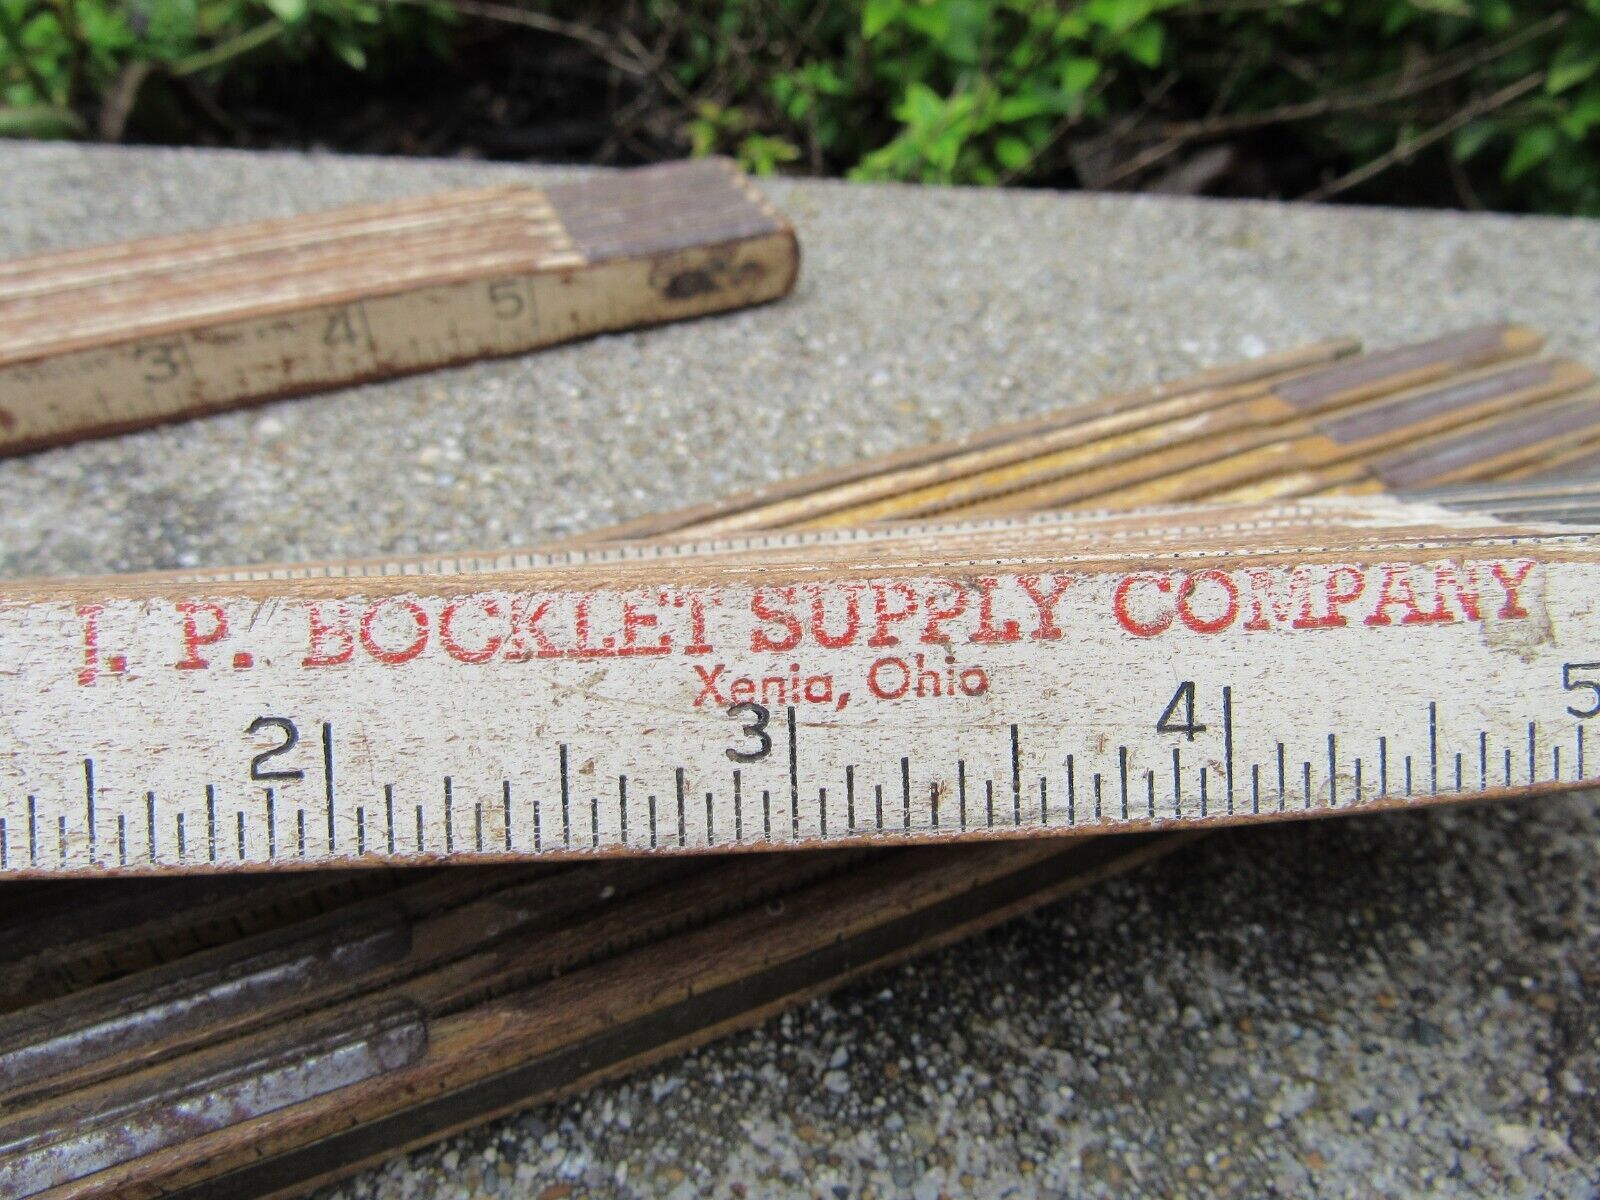 3 4 5
I. P. BOCKLET SUPPLY COMPANY
Xenia, Ohio
2 3 4 5